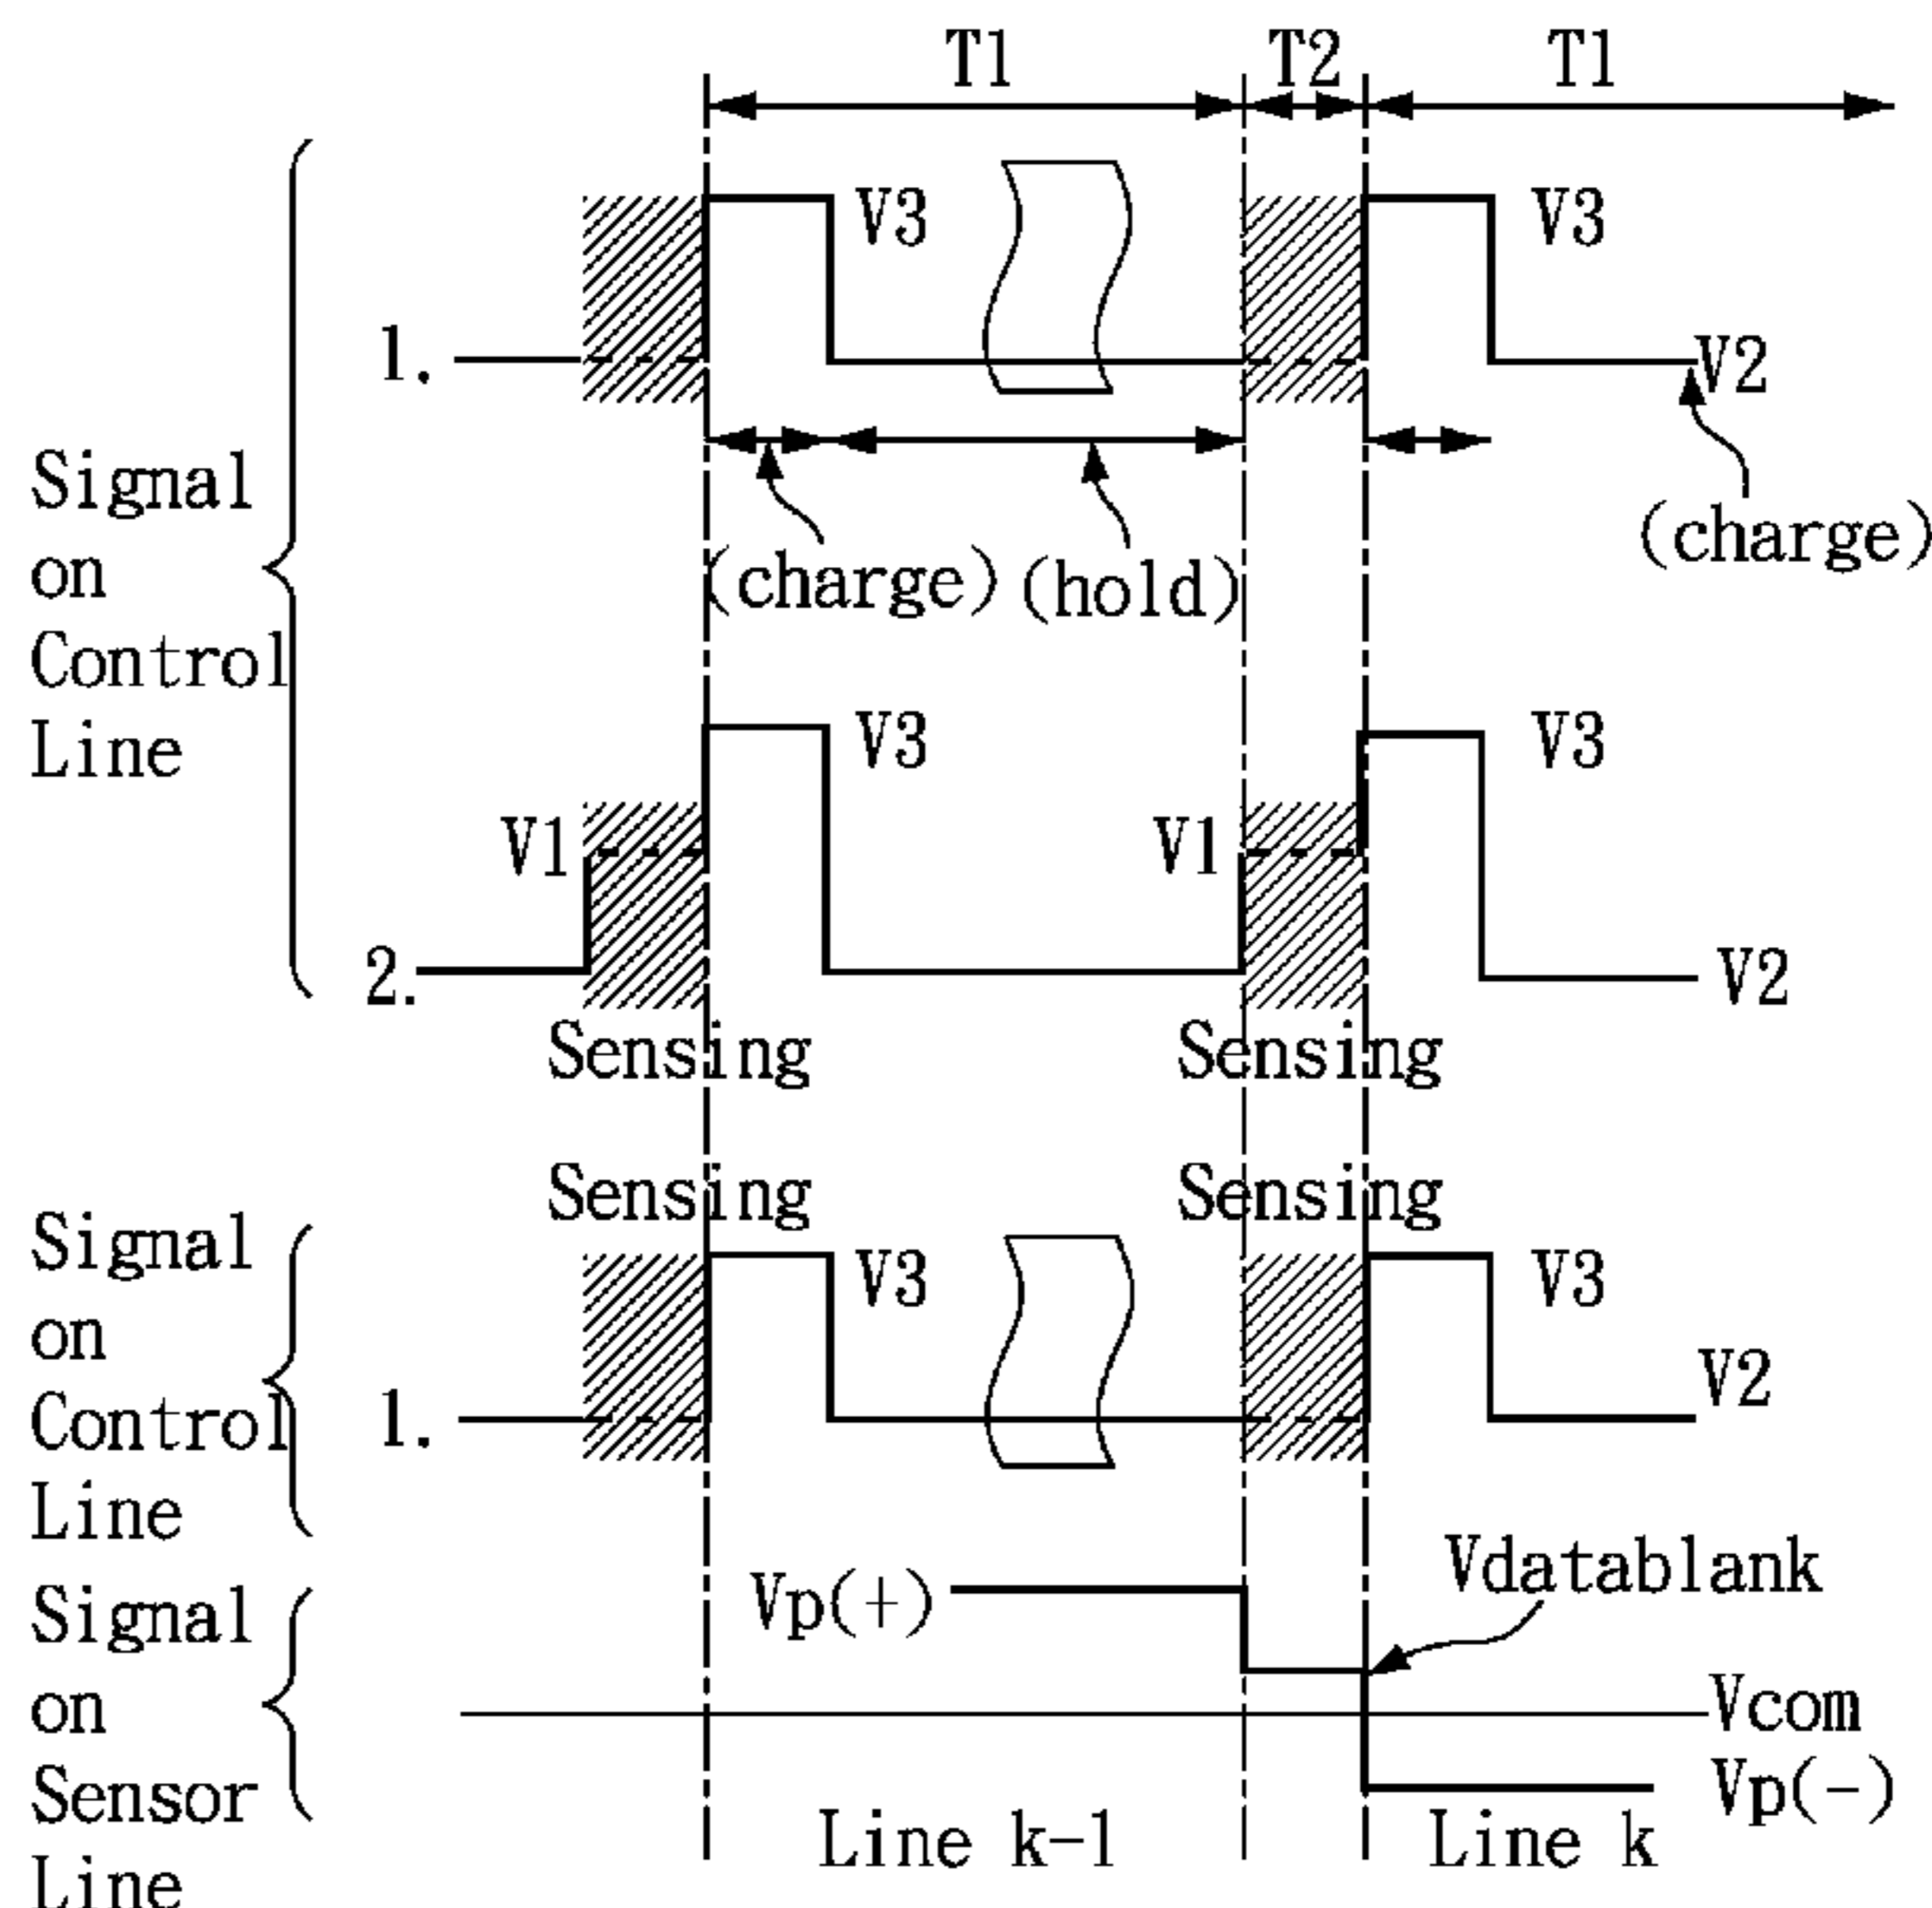 T1 T2 T1
V3 V3
1. V2
(charge) (hold) (charge)
Signal
on
Control
Line
V3 V3
V1 V1
2. V2
Sensing Sensing
Sensing Sensing
Signal
on
Control
Line
V3 V3
1. V2
Signal
on
Sensor
Line
Vp(+) Vdatablank
Vcom
Vp(-)
Line k-1 Line k